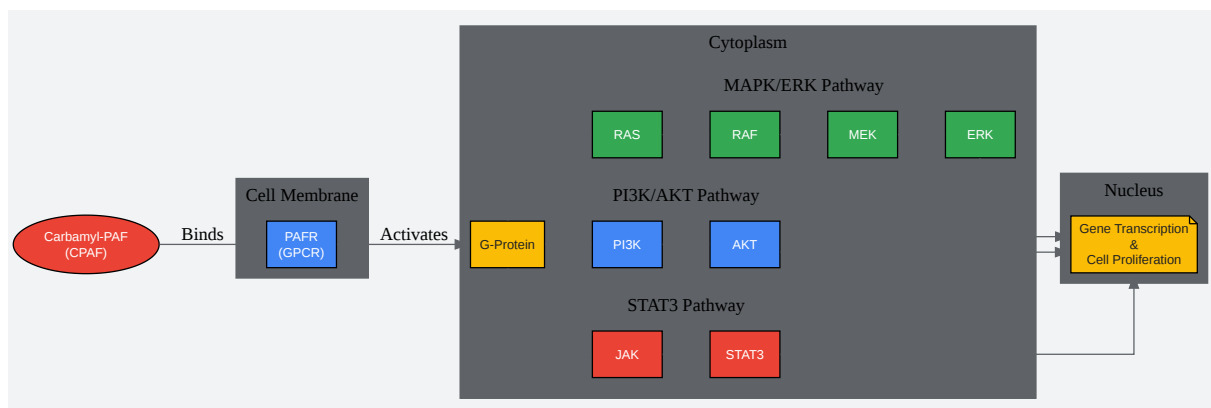 Cytoplasm
MAPK/ERK Pathway
RAS
RAF
MEK
ERK
Cell Membrane
PI3K/AKT Pathway
Nucleus
Carbamyl-PAF
(CPAF)
Binds
PAFR
(GPCR)
Activates
G-Protein
PI3K
AKT
Gene Transcription
&
Cell Proliferation
STAT3 Pathway
JAK
STAT3